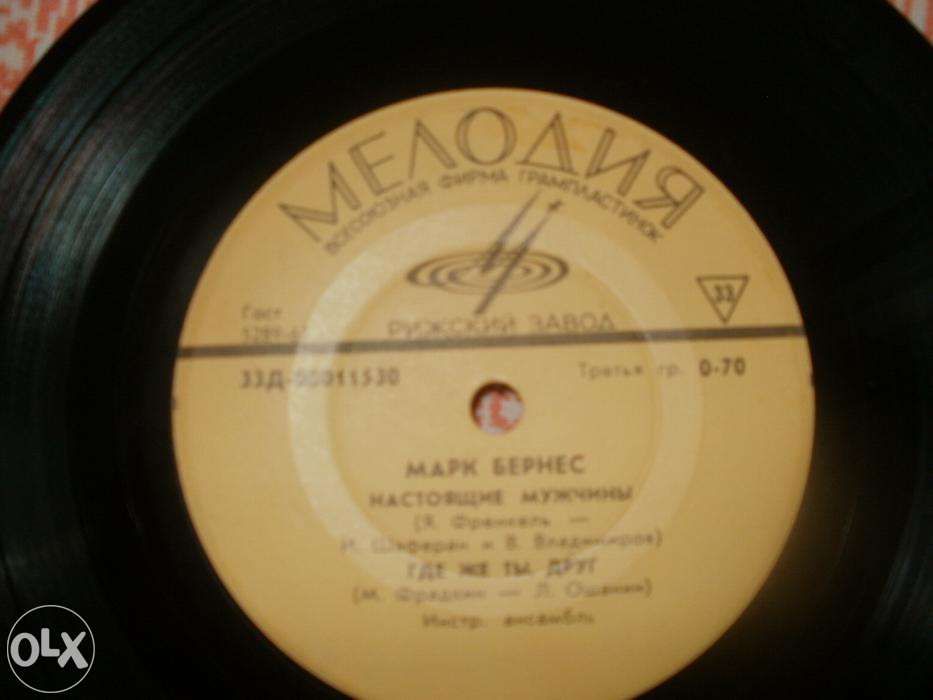 МЕЛОДИЯ
ВСЕСОЮЗНАЯ ФИРМА ГРАМПЛАСТИНОК
33
РИЖСКИЙ ЗАВОД
Гост
33Д-00011530
Третья гр. 0-70
МАРК БЕРНЕС
НАСТОЯЩИЕ МУЖЧИНЫ
(Я. Френкель —
И. Шаферан и В. Владимиров)
ГДЕ ЖЕ ТЫ, ДРУГ
(М. Фрадкин — Л. Ошанин)
Инстр. ансамбль
OLX